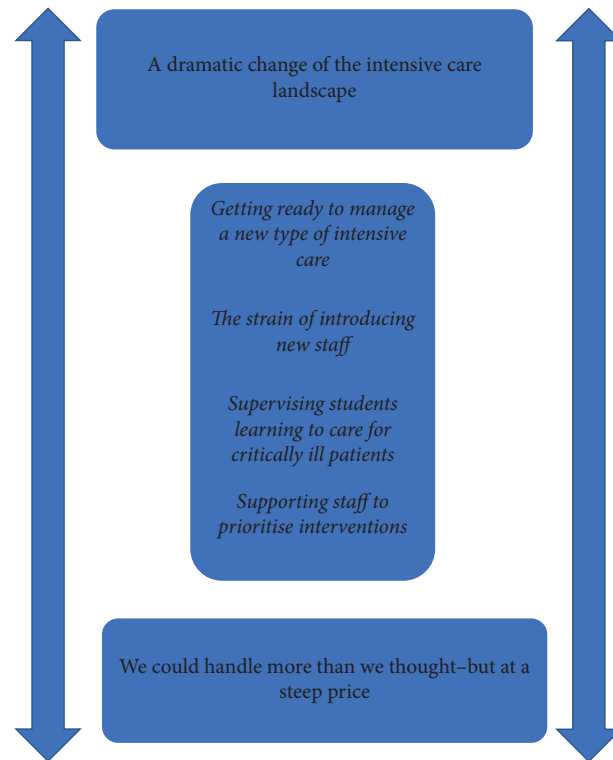 A dramatic change of the intensive care
landscape
Getting ready to manage
a new type of intensive
care
The strain of introducing
new staff
Supervising students
learning to care for
critically ill patients
Supporting staff to
prioritise interventions
We could handle more than we thought–but at a
steep price